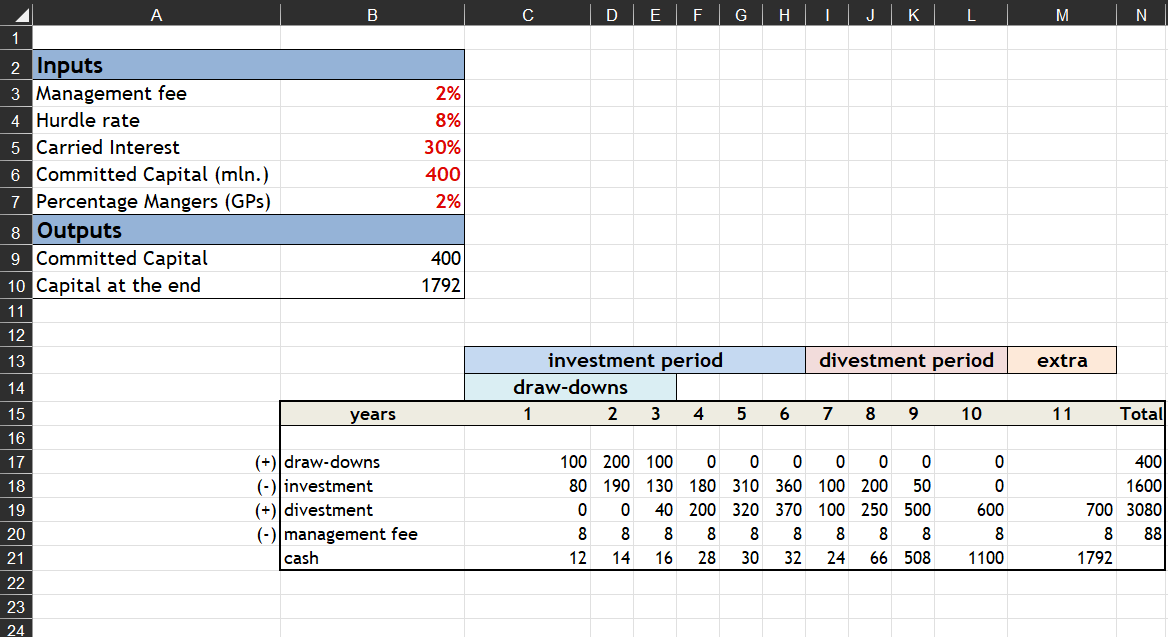 A B C D E F G H I J K L M N
1
2 Inputs
3 Management fee 2%
4 Hurdle rate 8%
5 Carried Interest 30%
6 Committed Capital (mln.) 400
7 Percentage Mangers (GPs) 2%
8 Outputs
9 Committed Capital 400
10 Capital at the end 1792
11
12
13 investment period divestment period extra
14 draw-downs
15 years 1 2 3 4 5 6 7 8 9 10 11 Total
16
17 (+) draw-downs 100 200 100 0 0 0 0 0 0 0 400
18 (-) investment 80 190 130 180 310 360 100 200 50 0 1600
19 (+) divestment 0 0 40 200 320 370 100 250 500 600 700 3080
20 (-) management fee 8 8 8 8 8 8 8 8 8 8 8 88
21 cash 12 14 16 28 30 32 24 66 508 1100 1792
22
23
24